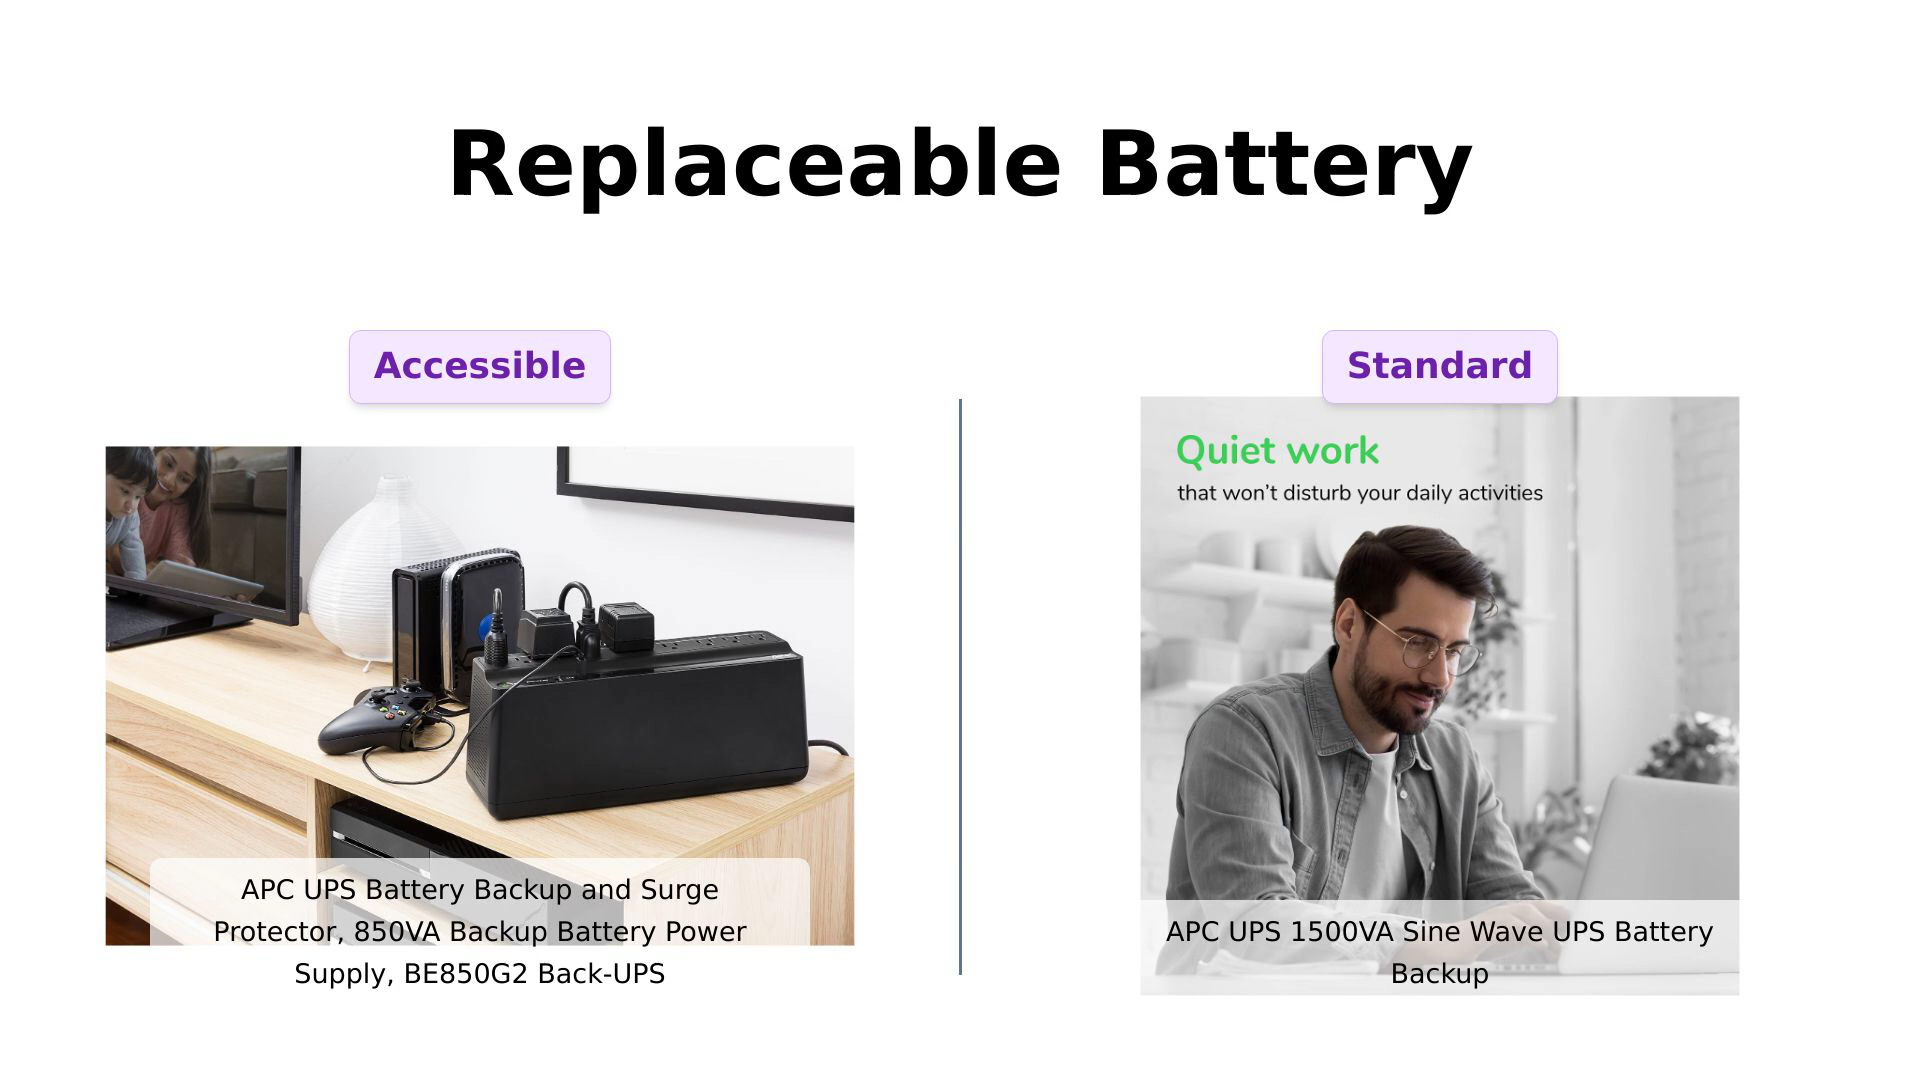 Replaceable Battery
Accessible
Standard
Quiet work
that won’t disturb your daily activities
APC UPS Battery Backup and Surge
Protector, 850VA Backup Battery Power
Supply, BE850G2 Back-UPS
APC UPS 1500VA Sine Wave UPS Battery
Backup